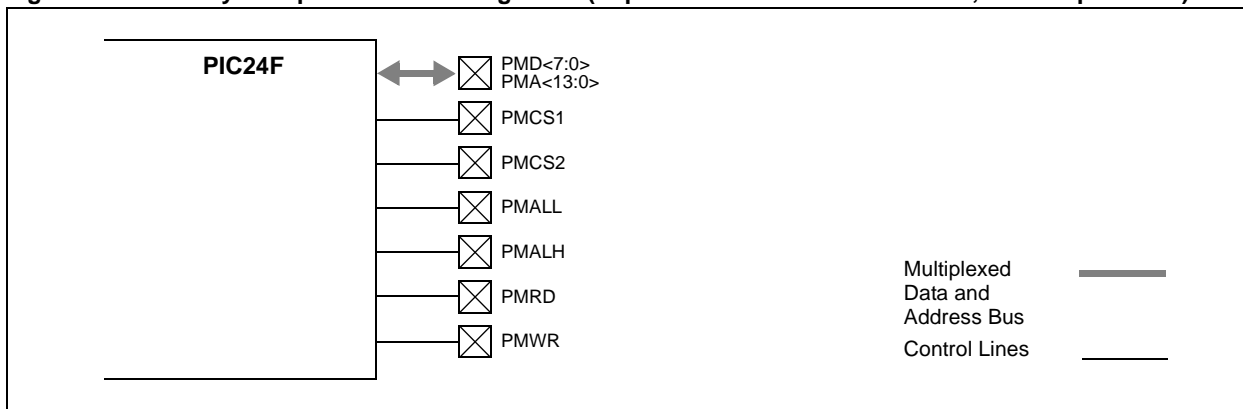 PIC24F
PMD<7:0>
PMA<13:0>
PMCS1
PMCS2
PMALL
PMALH
PMRD
PMWR
Multiplexed
Data and
Address Bus
Control Lines